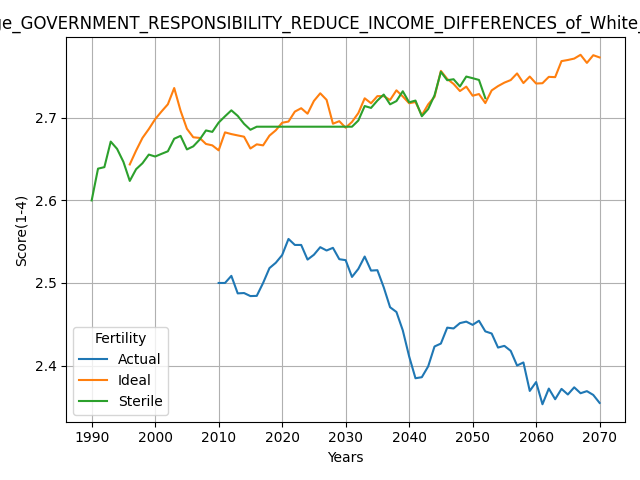 ge_GOVERNMENT_RESPONSIBILITY_REDUCE_INCOME_DIFFERENCES_of_White_
Score(1-4)
2.7
2.6
2.5
2.4
Fertility
Actual
Ideal
Sterile
1990 2000 2010 2020 2030 2040 2050 2060 2070
Years